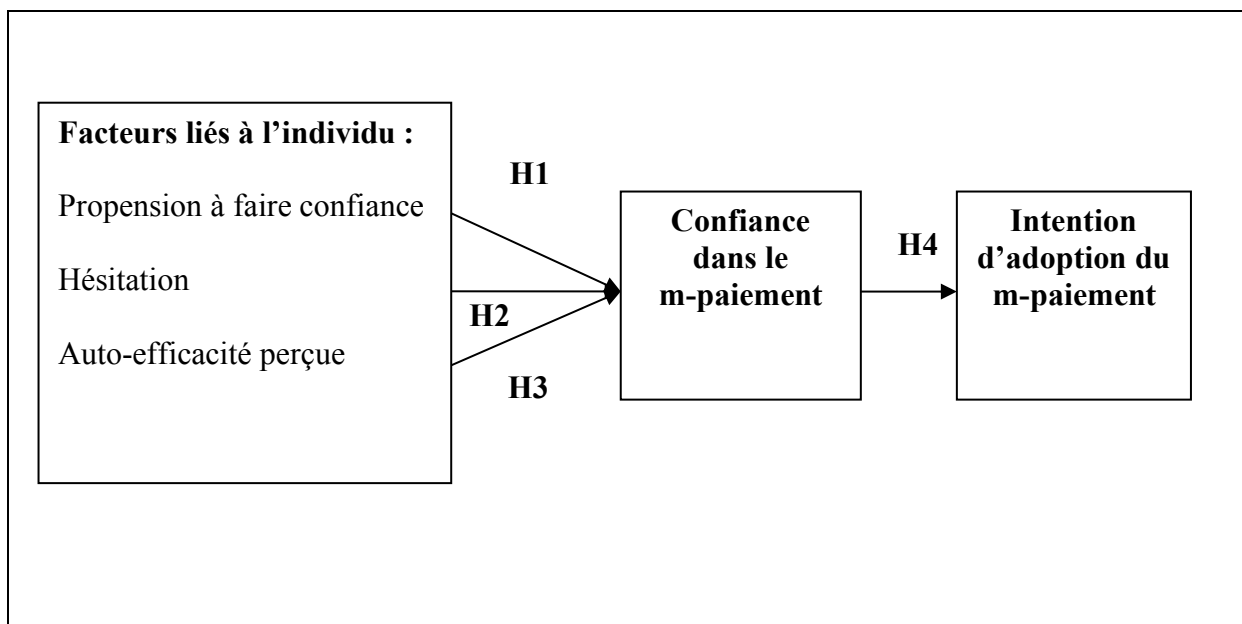 Facteurs liés à l’individu :
Propension à faire confiance
Hésitation
Auto-efficacité perçue
H1
H2
H3
Confiance
dans le
m-paiement
H4
Intention
d’adoption du
m-paiement